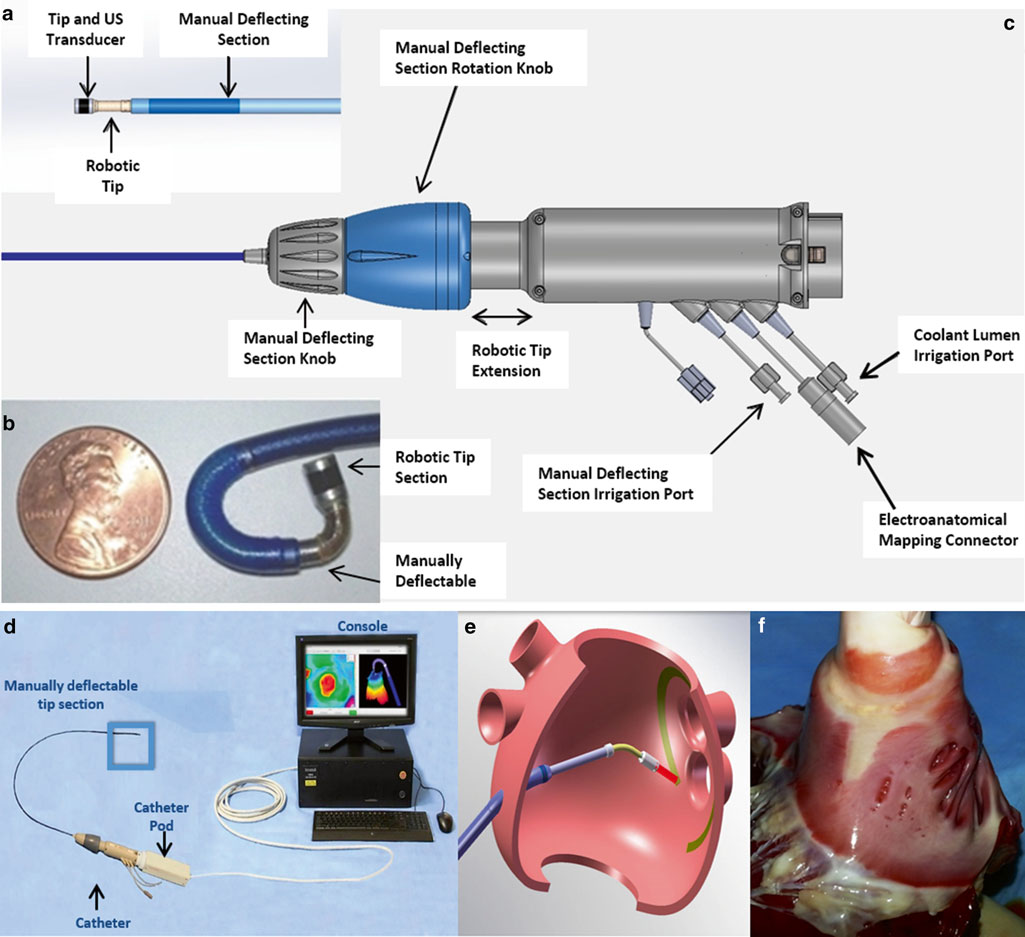 a
Tip and US
Transducer
Manual Deflecting
Section
Robotic
Tip
c
Manual Deflecting
Section Rotation Knob
Manual Deflecting
Section Knob
Robotic Tip
Extension
Coolant Lumen
Irrigation Port
Manual Deflecting
Section Irrigation Port
Electroanatomical
Mapping Connector
b
Robotic Tip
Section
Manually
Deflectable
d
Console
Manually deflectable
tip section
Catheter
Pod
Catheter
e
f